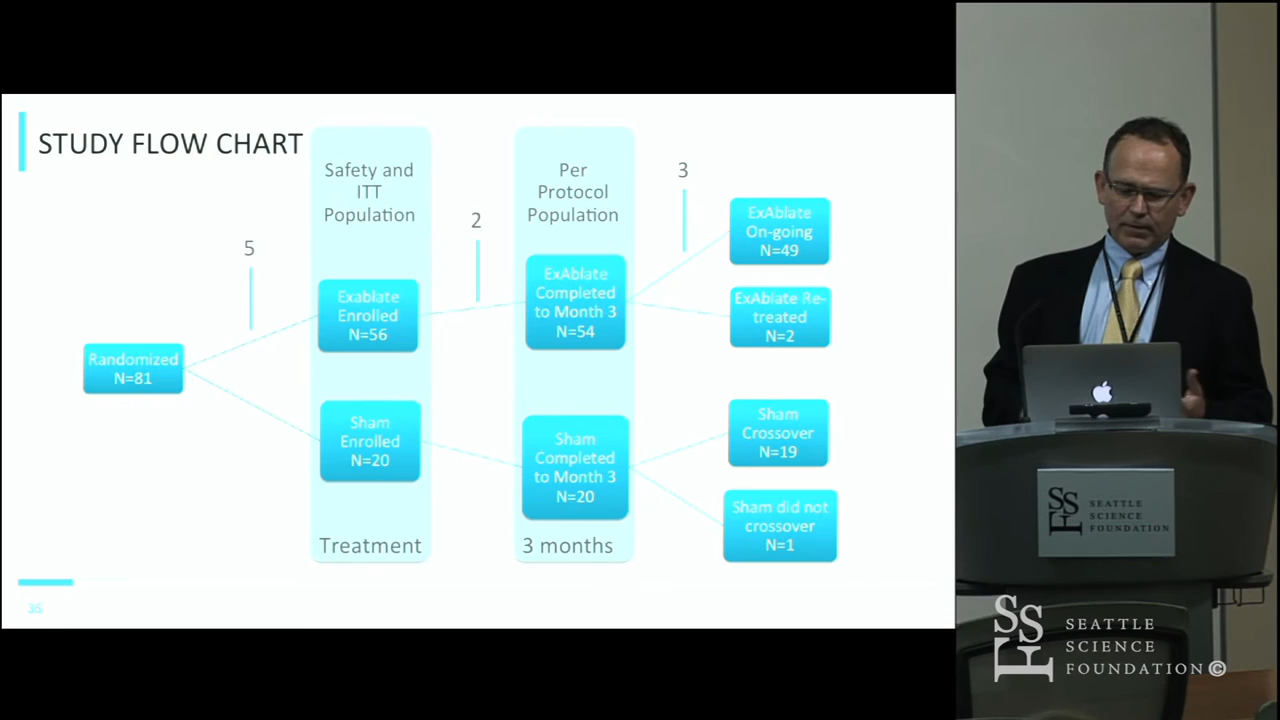 STUDY FLOW CHART
Safety and
ITT
Population
Per
Protocol
Population
5
2
3
Randomized
N=81
Exablate
Enrolled
N=56
Sham
Enrolled
N=20
ExAblate
Completed
to Month 3
N=54
Sham
Completed
to Month 3
N=20
ExAblate
On-going
N=49
ExAblate Re-
treated
N=2
Sham
Crossover
N=19
Sham did not
crossover
N=1
Treatment
3 months
36
SSF
SEATTLE
SCIENCE
FOUNDATION
SSF
SEATTLE
SCIENCE
FOUNDATION©